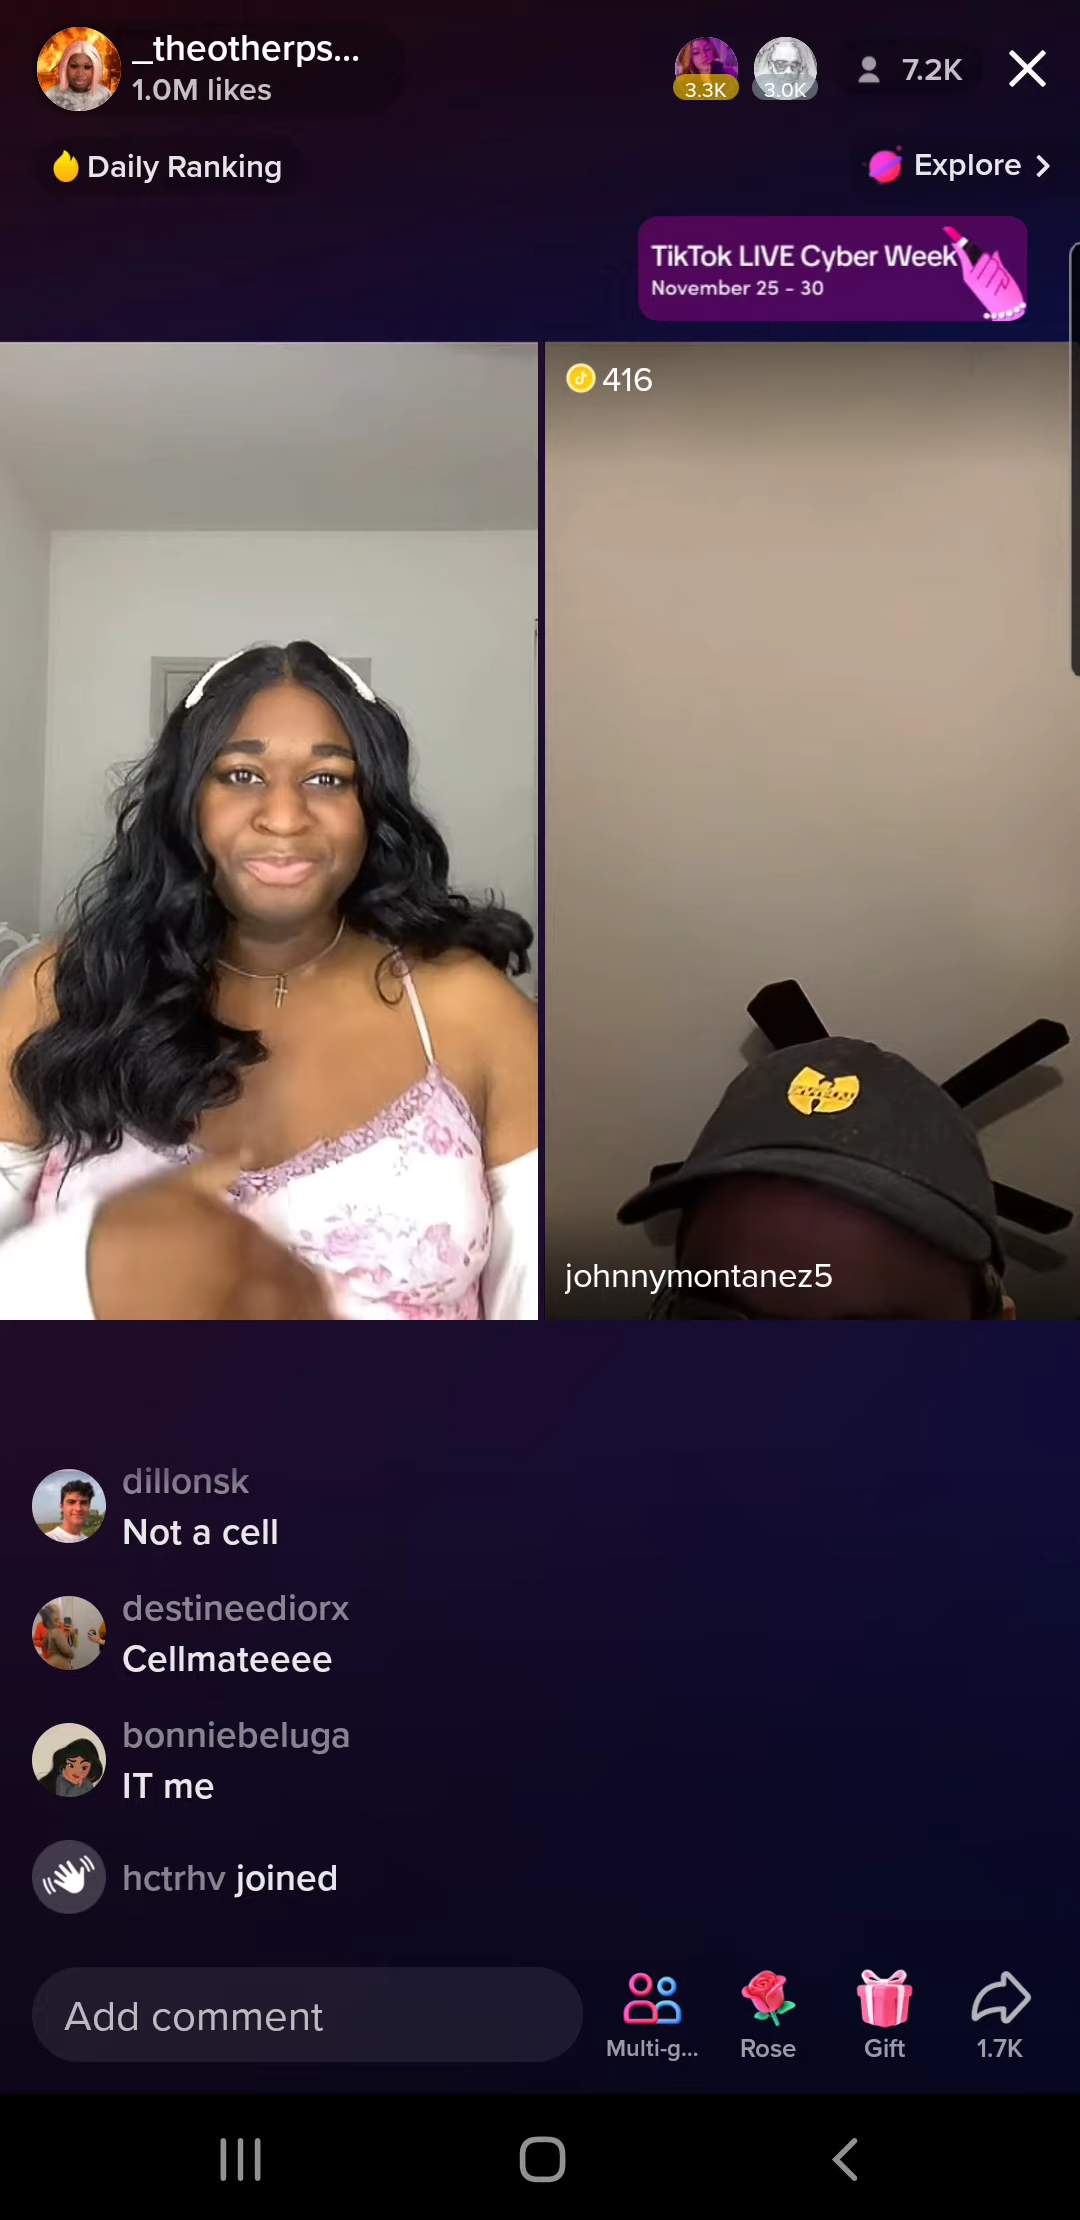 _theotherps...
1.0M likes
3.3K
3.0K
7.2K
Daily Ranking
Explore
TikTok LIVE Cyber Week
November 25 - 30
416
johnnymontanez5
dillonsk
Not a cell
destineediorx
Cellmateeee
bonniebeluga
IT me
hctrhv joined
Add comment
Multi-g...
Rose
Gift
1.7K